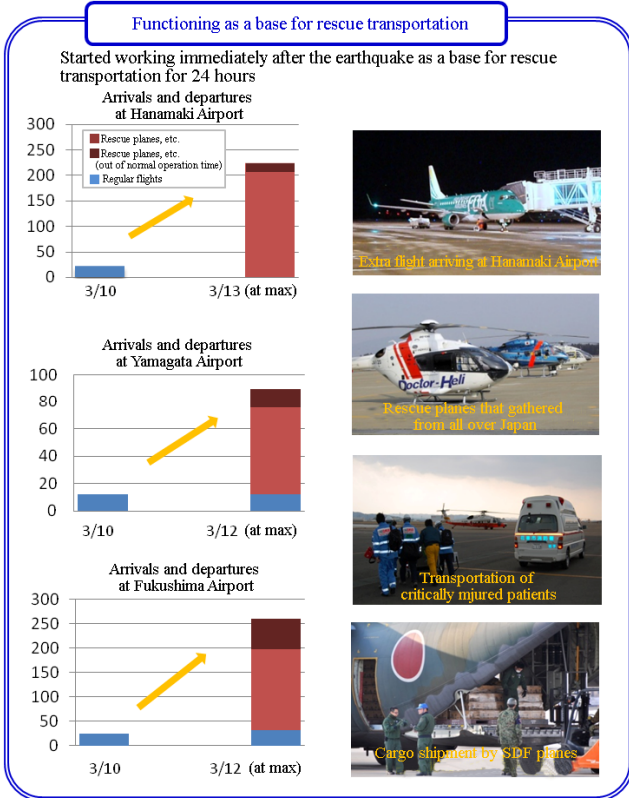 Functioning as a base for rescue transportation
Started working immediately after the earthquake as a base for rescue
transportation for 24 hours
Arrivals and departures
at Hanamaki Airport
300
250
200
150
100
50
0
Rescue planes, etc.
Rescue planes, etc.
(out of normal operation time)
Regular flights
3/10
3/13 (at max)
Extra flight arriving at Hanamaki Airport
Arrivals and departures
at Yamagata Airport
100
80
60
40
20
0
3/10
3/12 (at max)
Doctor-Heli
Rescue planes that gathered
from all over Japan
Transportation of
critically mjured patients
Arrivals and departures
at Fukushima Airport
300
250
200
150
100
50
0
3/10
3/12 (at max)
Cargo shipment by SDF planes